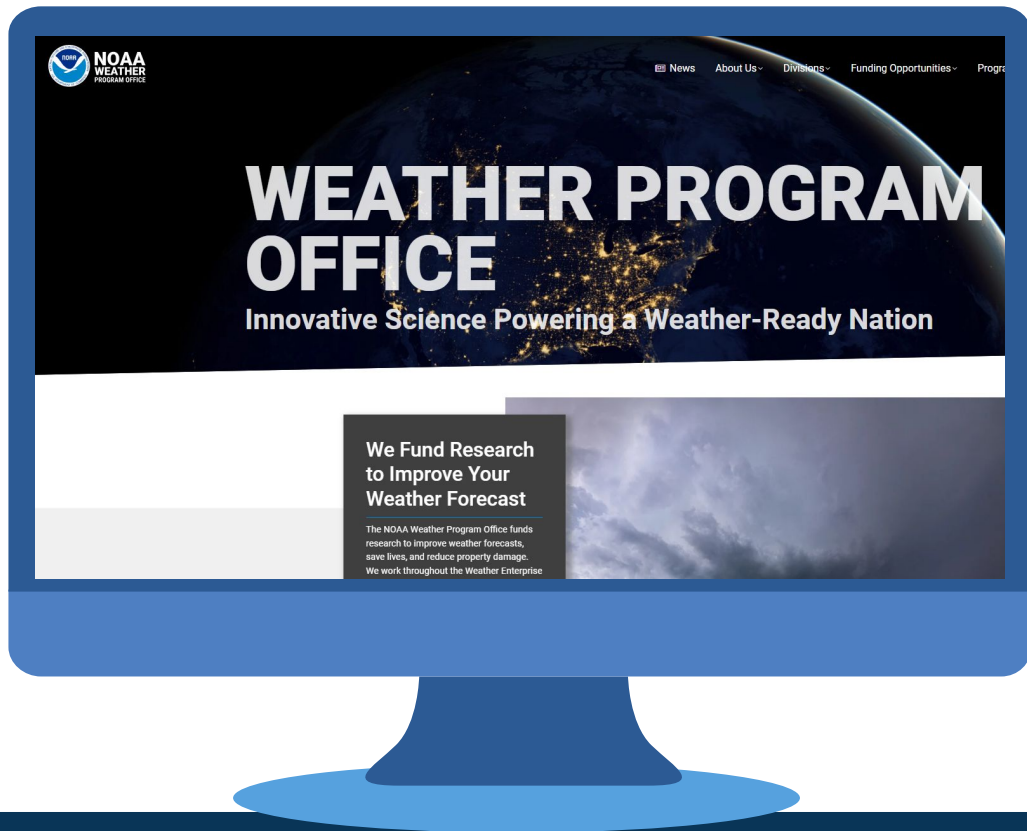 NOAA
NOAA
WEATHER
PROGRAM OFFICE
News About Us Divisions Funding Opportunities Progra
WEATHER PROGRAM
OFFICE
Innovative Science Powering a Weather-Ready Nation
We Fund Research
to Improve Your
Weather Forecast
The NOAA Weather Program Office funds
research to improve weather forecasts,
save lives, and reduce property damage.
We work throughout the Weather Enterprise